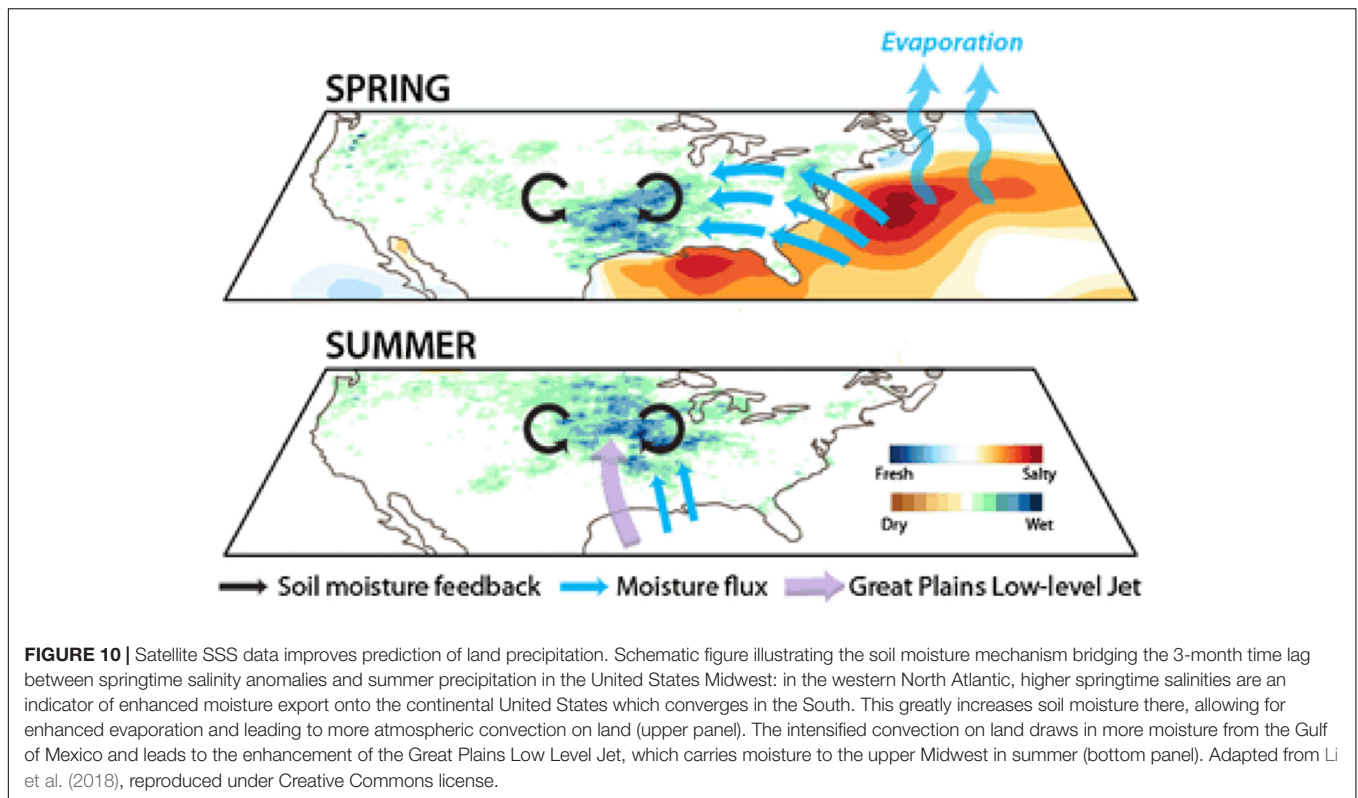 Evaporation
SPRING
SUMMER
Fresh Salty
Dry Wet
Soil moisture feedback Moisture flux Great Plains Low-level Jet
FIGURE 10 | Satellite SSS data improves prediction of land precipitation. Schematic figure illustrating the soil moisture mechanism bridging the 3-month time lag
between springtime salinity anomalies and summer precipitation in the United States Midwest: in the western North Atlantic, higher springtime salinities are an
indicator of enhanced moisture export onto the continental United States which converges in the South. This greatly increases soil moisture there, allowing for
enhanced evaporation and leading to more atmospheric convection on land (upper panel). The intensified convection on land draws in more moisture from the Gulf
of Mexico and leads to the enhancement of the Great Plains Low Level Jet, which carries moisture to the upper Midwest in summer (bottom panel). Adapted from Li
et al. (2018), reproduced under Creative Commons license.